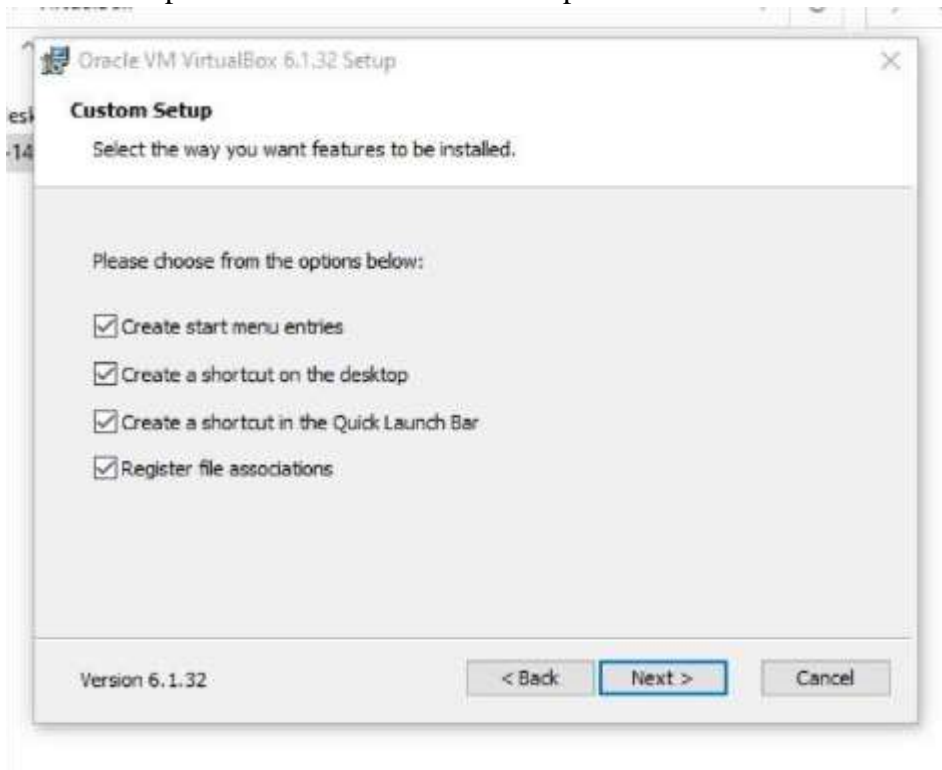 Oracle VM VirtualBox 6.1.32 Setup
Custom Setup
Select the way you want features to be installed.
-14
Please choose from the options below:
Create start menu entries
Create a shortcut on the desktop
Create a shortcut in the Quick Launch Bar
Register file associations
Version 6.1.32
< Back
Next >
Cancel